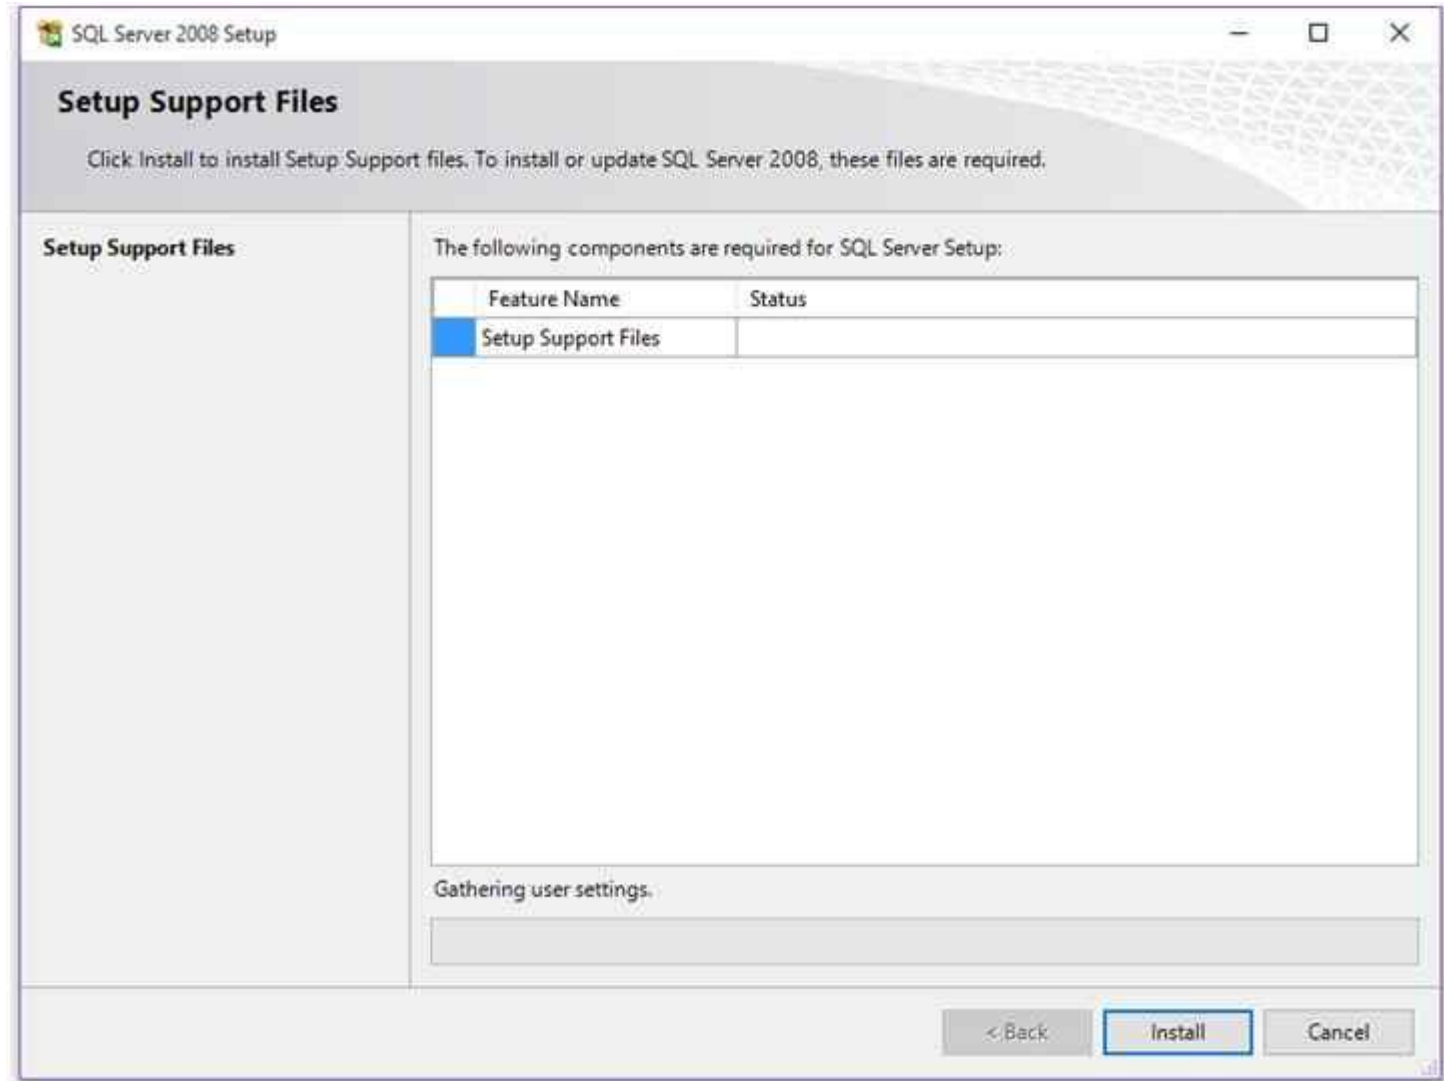 SQL Server 2008 Setup
Setup Support Files
Click Install to install Setup Support files. To install or update SQL Server 2008, these files are required.
Setup Support Files
The following components are required for SQL Server Setup:
Feature Name Status
Setup Support Files
Gathering user settings.
< Back Install Cancel